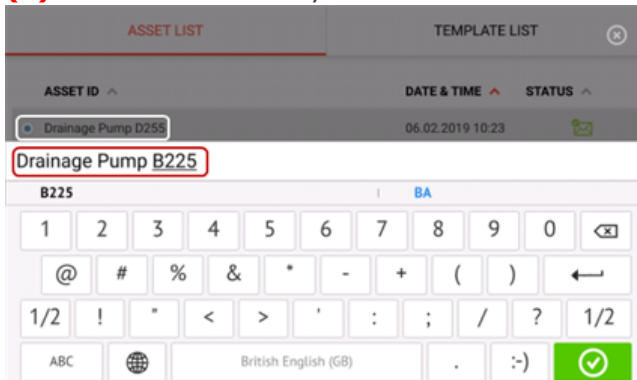 ASSET LIST TEMPLATE LIST
ASSET ID DATE & TIME STATUS
Drainage Pump D255 06.02.2019 10:23
Drainage Pump B225
B225 BA
1 2 3 4 5 6 7 8 9 0
@ # % & * - + ( )
1/2 ! " < > ' : ; / ? 1/2
ABC British English (GB) . :-)